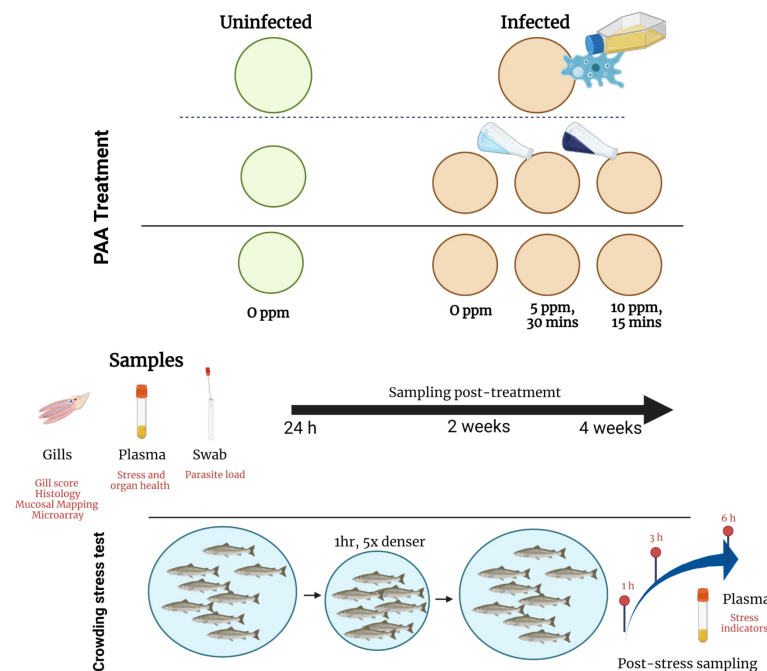 Uninfected
Infected
PAA Treatment
0 ppm
0 ppm
5 ppm,
30 mins
10 ppm,
15 mins
Samples
Gills
Plasma
Swab
Gill score
Histology
Mucosal Mapping
Microarray
Stress and
organ health
Parasite load
Sampling post-treatmemt
24 h
2 weeks
4 weeks
Crowding stress test
1hr, 5x denser
1 h
3 h
6 h
Plasma
Stress
indicators
Post-stress sampling